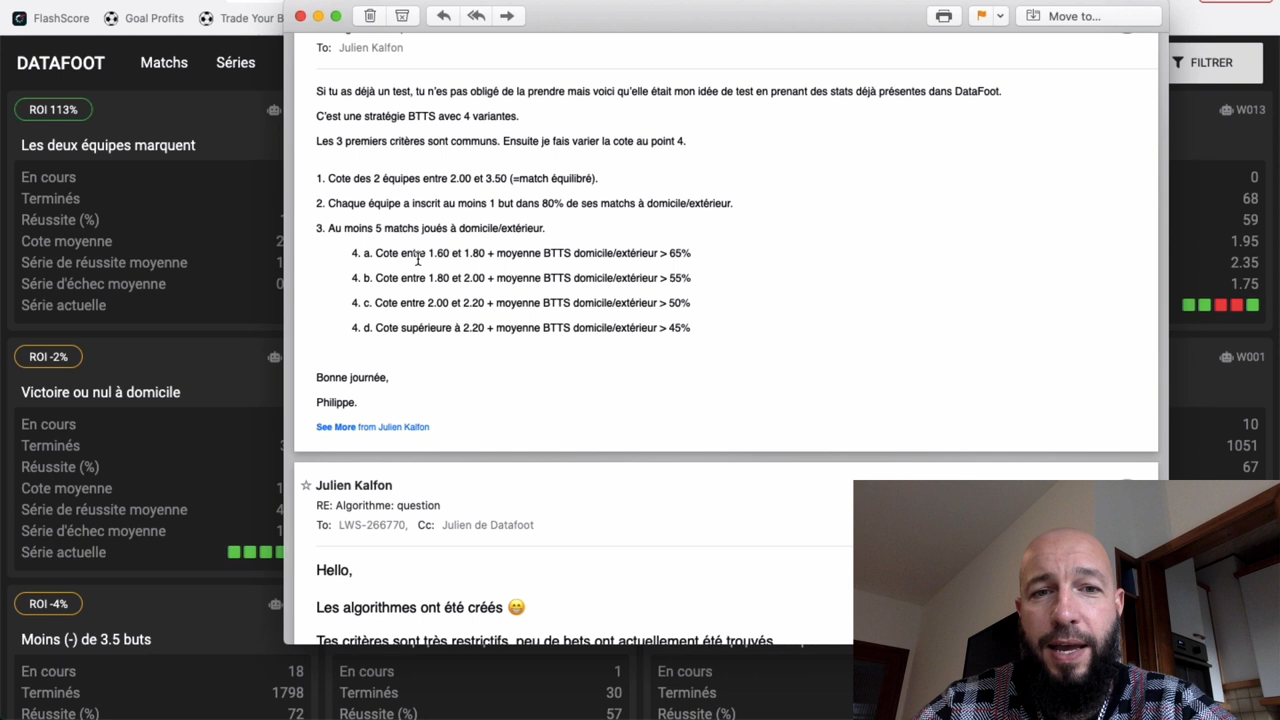 FlashScore
Goal Profits
Trade Your B
Move to...
DATAFOOT
Matchs
Séries
FILTRER
To: Julien Kalfon
Si tu as déjà un test, tu n'es pas obligé de la prendre mais voici qu'elle était mon idée de test en prenant des stats déjà présentes dans DataFoot.
C'est une stratégie BTTS avec 4 variantes.
Les 3 premiers critères sont communs. Ensuite je fais varier la cote au point 4.
1. Cote des 2 équipes entre 2.00 et 3.50 (=match équilibré).
2. Chaque équipe a inscrit au moins 1 but dans 80% de ses matchs à domicile/extérieur.
3. Au moins 5 matchs joués à domicile/extérieur.
4. a. Cote entre 1.60 et 1.80 + moyenne BTTS domicile/extérieur > 65%
4. b. Cote entre 1.80 et 2.00 + moyenne BTTS domicile/extérieur > 55%
4. c. Cote entre 2.00 et 2.20 + moyenne BTTS domicile/extérieur > 50%
4. d. Cote supérieure à 2.20 + moyenne BTTS domicile/extérieur > 45%
Bonne journée,
Philippe.
See More from Julien Kalfon
Julien Kalfon
RE: Algorithme: question
To: LWS-266770, Cc: Julien de Datafoot
Hello,
Les algorithmes ont été créés 😁
Tes critères sont très restrictifs, peu de bets ont actuellement été trouvés
ROI 113%
Les deux équipes marquent
En cours
Terminés
Réussite (%)
Cote moyenne
Série de réussite moyenne
Série d'échec moyenne
Série actuelle
W013
0
68
59
1.95
2.35
1.75
ROI -2%
Victoire ou nul à domicile
En cours
Terminés
Réussite (%)
Cote moyenne
Série de réussite moyenne
Série d'échec moyenne
Série actuelle
W001
10
1051
67
ROI -4%
Moins (-) de 3.5 buts
En cours 18
Terminés 1798
Réussite (%) 72
En cours 1
Terminés 30
Réussite (%) 57
En cours
Terminés
Réussite (%)